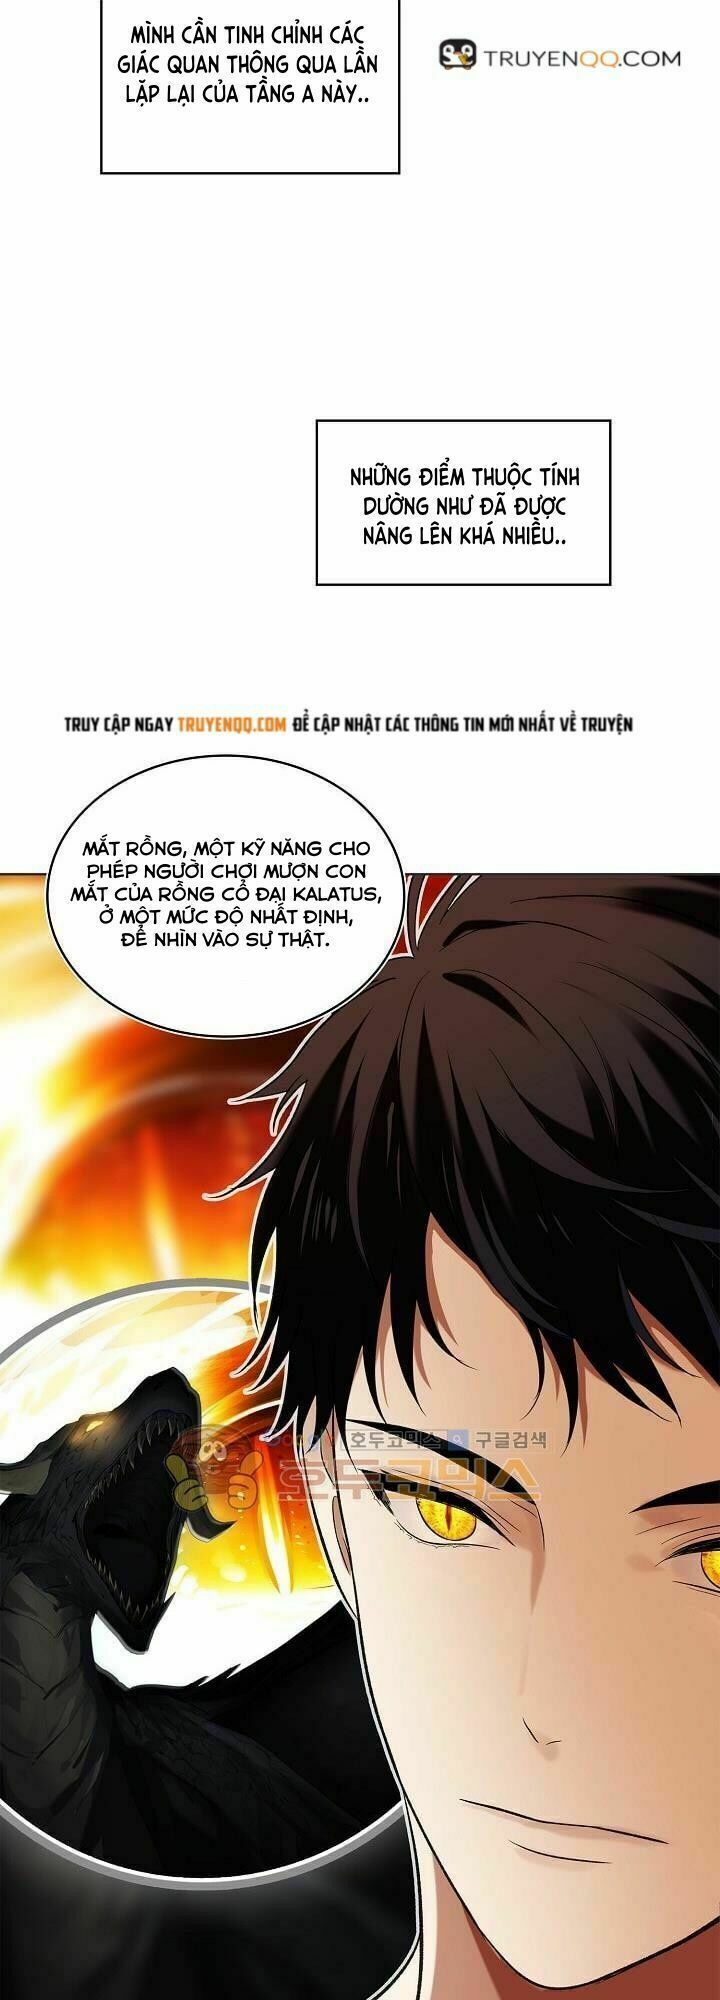 MÌNH CẦN TINH CHỈNH CÁC
GIÁC QUAN THÔNG QUA LẦN
LẶP LẠI CỦA TẦNG A NÀY..
TRUYENQQ.COM
NHỮNG ĐIỂM THUỘC TÍNH
DƯỜNG NHƯ ĐÃ ĐƯỢC
NÂNG LÊN KHÁ NHIỀU..
TRUY CẬP NGAY TRUYENQQ.COM ĐỂ CẬP NHẬT CÁC THÔNG TIN MỚI NHẤT VỀ TRUYỆN
MẮT RỒNG, MỘT KỸ NĂNG CHO
PHÉP NGƯỜI CHƠI MƯỢN CON
MẮT CỦA RỒNG CỔ ĐẠI KALATUS,
Ở MỘT MỨC ĐỘ NHẤT ĐỊNH,
ĐỂ NHÌN VÀO SỰ THẬT.
호두코믹스 구글검색
호두코믹스